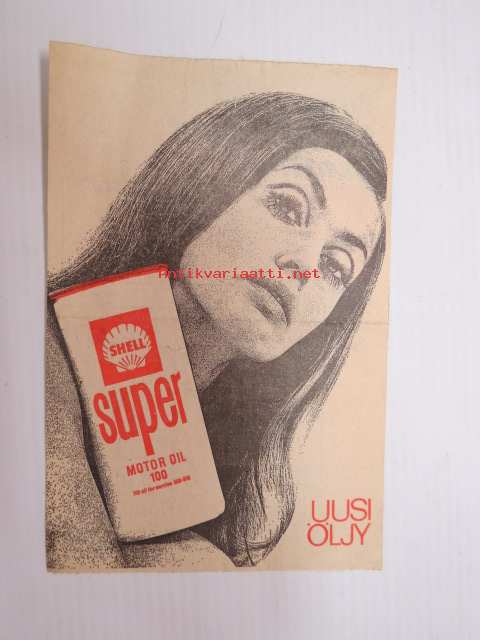 Antikvariaatti.net
SHELL
super
MOTOR OIL
100
UUSI
ÖLJY